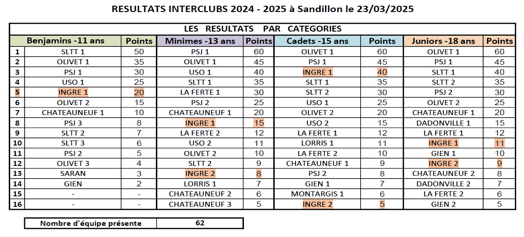 RESULTATS INTERCLUBS 2024 - 2025 à Sandillon le 23/03/2025
LES RESULTATS PAR CATEGORIES
Benjamins -11 ans Points Minimes -13 ans Points Cadets -15 ans Points Juniors -18 ans Points
1 SLTT 1 50 PSJ 1 60 OLIVET 1 60 OLIVET 1 60
2 OLIVET 1 35 OLIVET 1 45 PSJ 1 45 PSJ 1 45
3 PSJ 1 30 USO 1 40 INGRE 1 40 SLTT 1 40
4 USO 1 25 SLTT 1 35 SLTT 1 35 SLTT 2 35
5 INGRE 1 20 LA FERTE 1 30 SLTT 2 30 PSJ 2 30
6 OLIVET 2 15 PSJ 2 25 USO 1 25 OLIVET 2 25
7 CHATEAUNEUF 1 10 CHATEAUNEUF 1 20 OLIVET 2 20 CHATEAUNEUF 1 20
8 PSJ 3 8 INGRE 1 15 USO 2 15 DADONVILLE 1 15
9 SLTT 2 7 LA FERTE 2 12 LA FERTE 1 12 LA FERTE 1 12
10 SLTT 3 6 USO 2 11 LORRIS 1 11 INGRE 1 11
11 PSJ 2 5 OLIVET 2 10 LA FERTE 2 10 GIEN 1 10
12 OLIVET 3 4 SLTT 2 9 CHATEAUNEUF 1 9 INGRE 2 9
13 SARAN 3 INGRE 2 8 PSJ 2 8 CHATEAUNEUF 2 8
14 GIEN 2 LORRIS 1 7 GIEN 1 7 DADONVILLE 2 7
15 - - CHATEAUNEUF 2 6 MONTARGIS 1 6 LA FERTE 2 6
16 - - CHATEAUNEUF 3 5 INGRE 2 5 GIEN 2 5
Nombre d'équipe présente 62